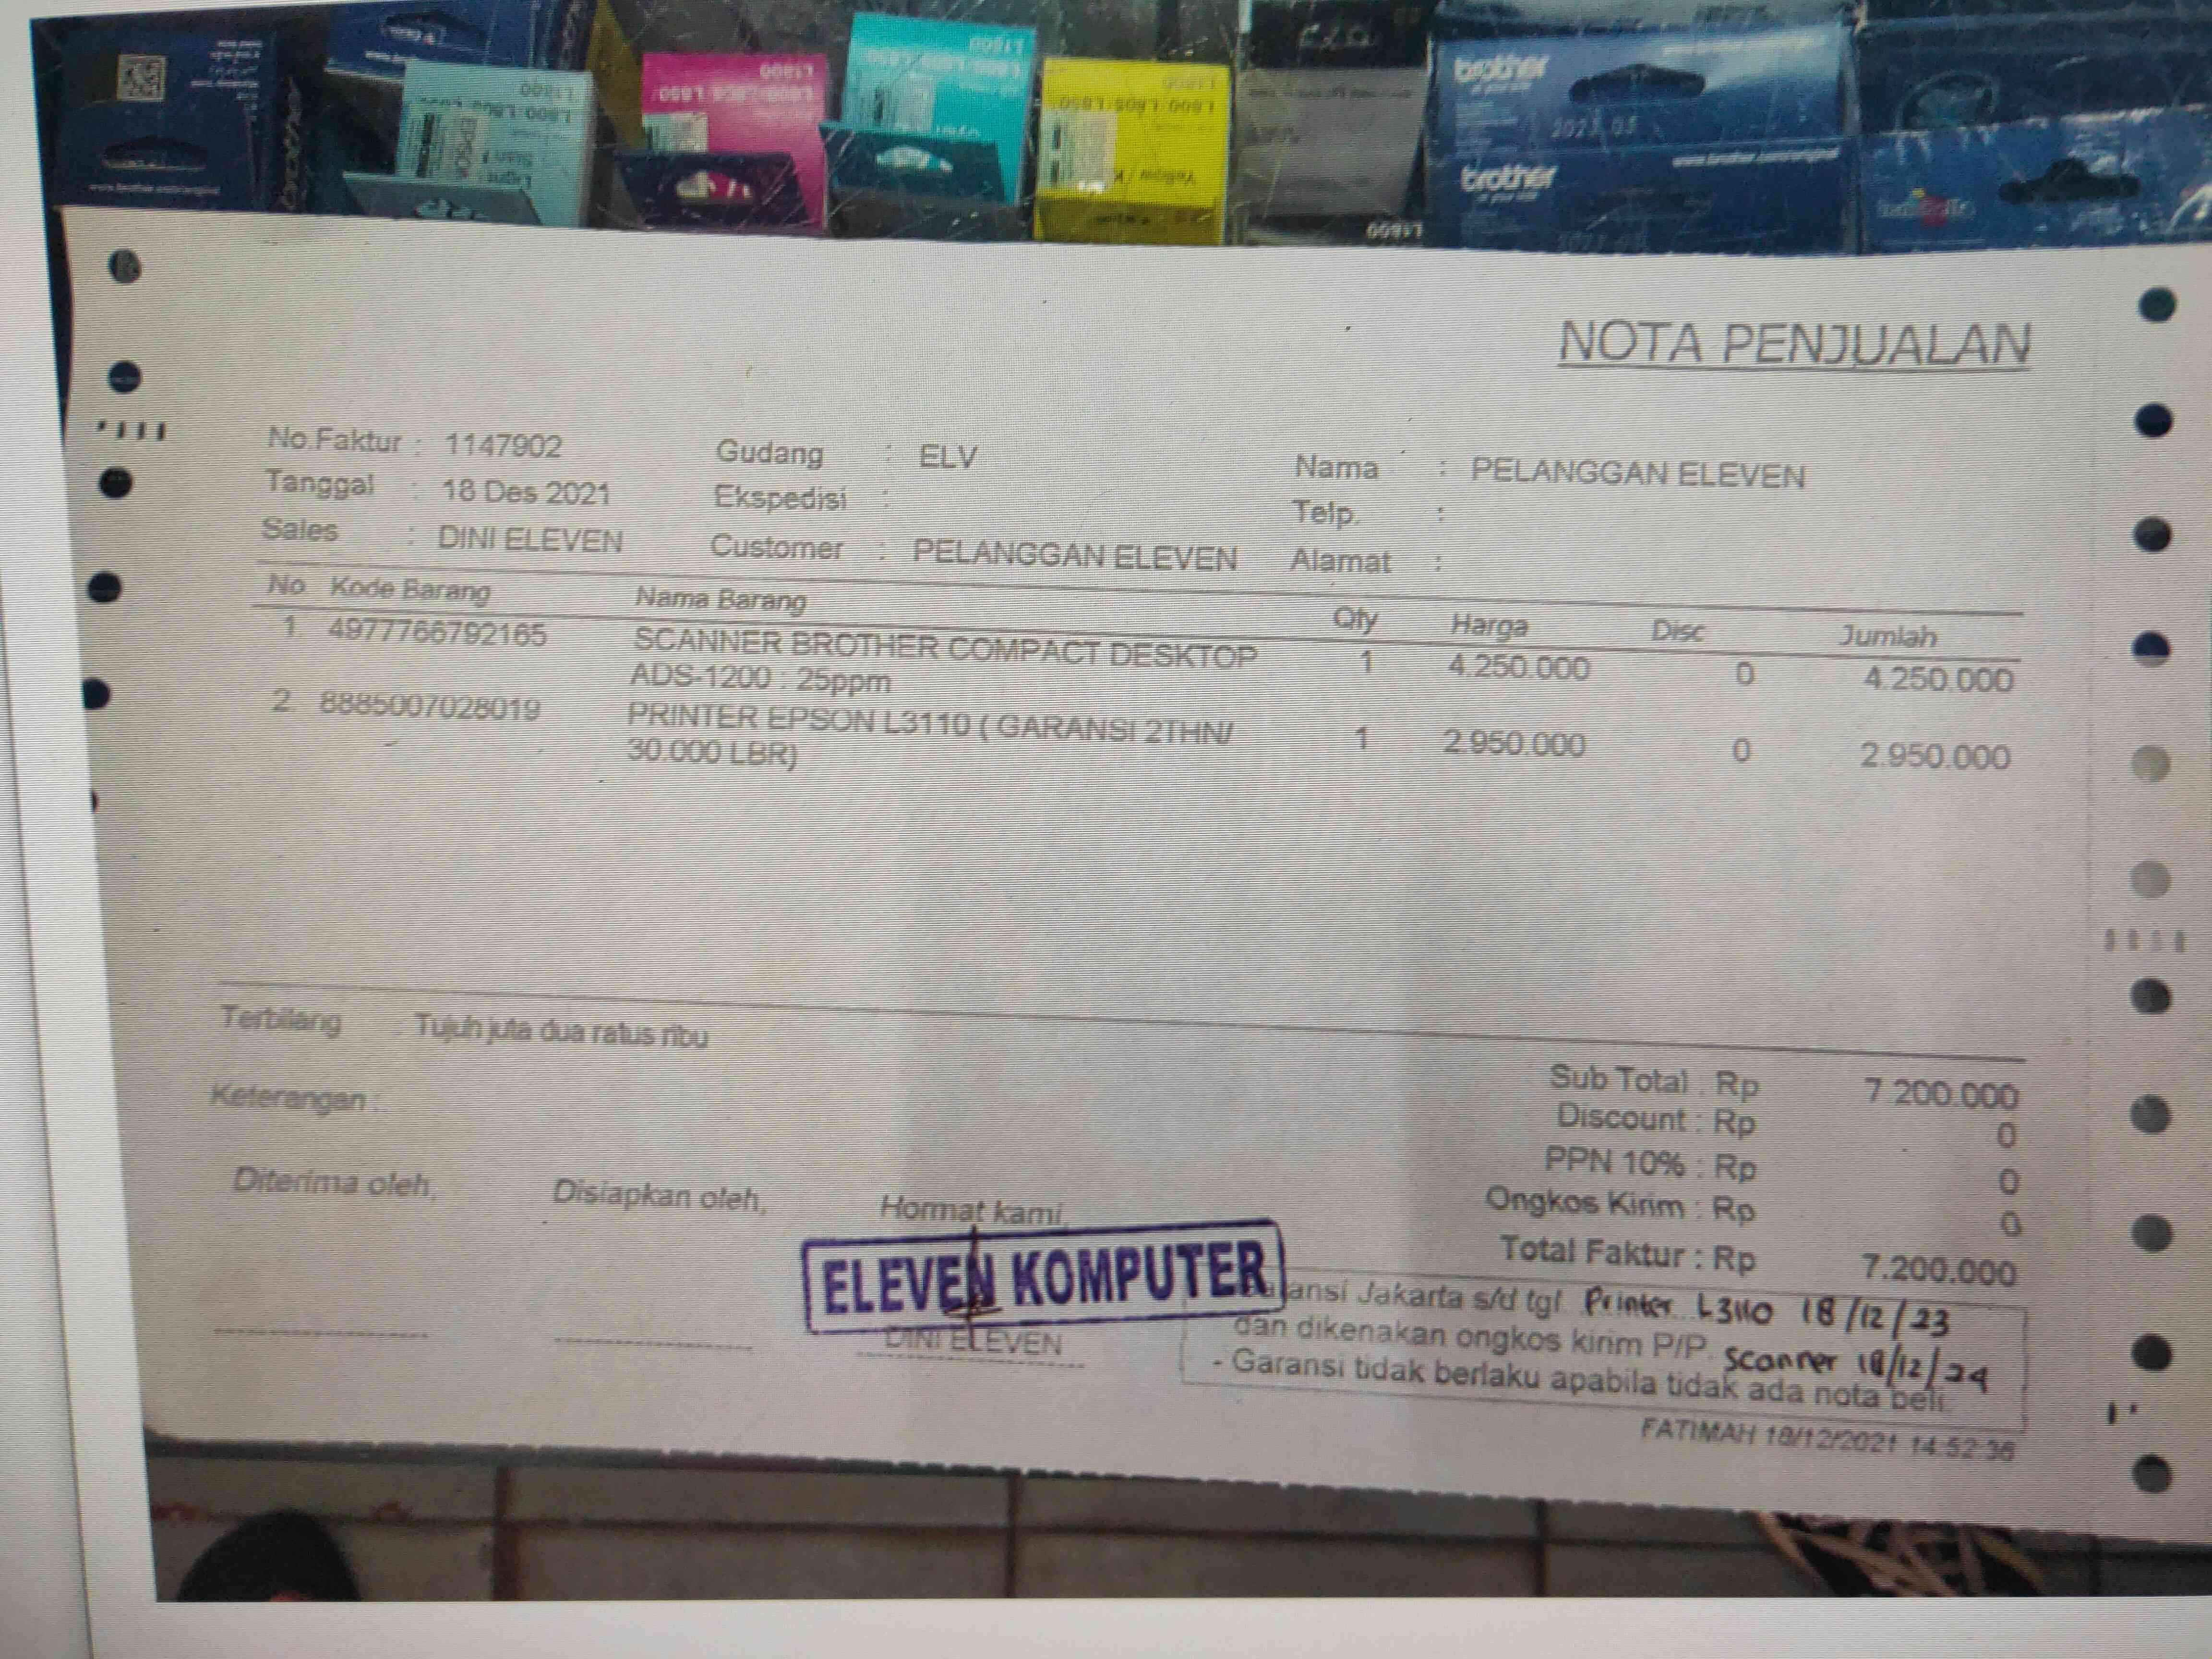 brother
2023.03
brother
NOTA PENJUALAN
No.Faktur : 1147902
Tanggal : 18 Des 2021
Sales : DINI ELEVEN
Gudang : ELV
Ekspedisi :
Customer : PELANGGAN ELEVEN
Nama : PELANGGAN ELEVEN
Telp. :
Alamat :
No Kode Barang Nama Barang Qty Harga Disc Jumlah
1. 4977766792165 SCANNER BROTHER COMPACT DESKTOP 1 4.250.000 0 4.250.000
ADS-1200 : 25ppm
2. 8885007028019 PRINTER EPSON L3110 ( GARANSI 2THN/ 1 2.950.000 0 2.950.000
30.000 LBR)
Terbilang : Tujuh juta dua ratus ribu
Keterangan :
Sub Total : Rp 7.200.000
Discount : Rp 0
PPN 10% : Rp 0
Ongkos Kirim : Rp 0
Total Faktur : Rp 7.200.000
Diterima oleh, Disiapkan oleh, Hormat kami,
ELEVEN KOMPUTER
DINI ELEVEN
Jakarta s/d tgl. Printer L3110 18/12/23
dan dikenakan ongkos kirim P/P. Scanner 18/12/24
- Garansi tidak berlaku apabila tidak ada nota beli.
FATIMAH 18/12/2021 14:52:36